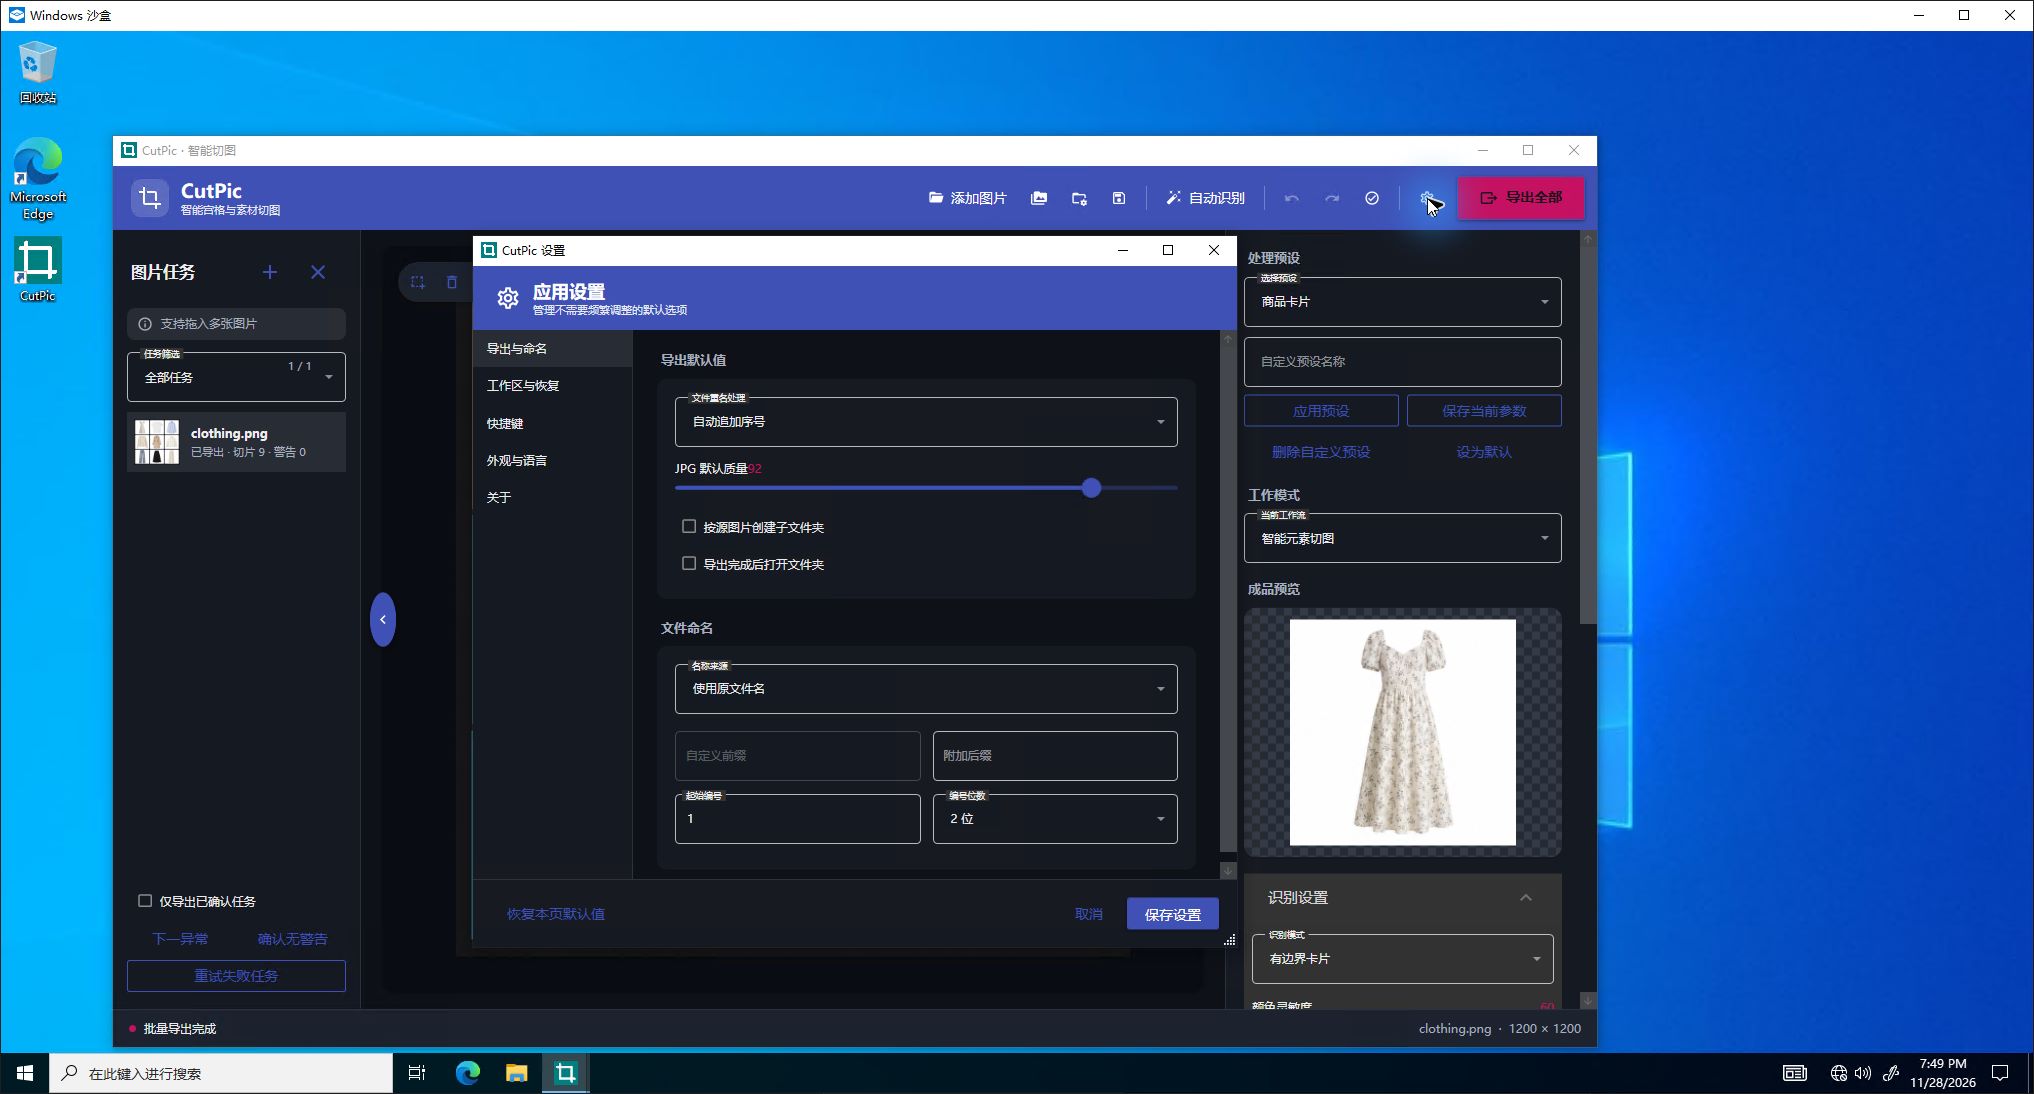 Windows 沙盒
回收站
Microsoft
Edge
CutPic
CutPic · 智能切图
CutPic
智能宫格与素材切图
添加图片
自动识别
导出全部
图片任务
支持拖入多张图片
任务筛选
全部任务
1 / 1
clothing.png
已导出 · 切片 9 · 警告 0
仅导出已确认任务
下一异常
确认无警告
重试失败任务
批量导出完成
CutPic 设置
应用设置
管理不需要频繁调整的默认选项
导出与命名
工作区与恢复
快捷键
外观与语言
关于
导出默认值
文件重名处理
自动追加序号
JPG 默认质量92
按源图片创建子文件夹
导出完成后打开文件夹
文件命名
名称来源
使用原文件名
自定义前缀
附加后缀
起始编号
1
编号位数
2 位
恢复本页默认值
取消
保存设置
处理预设
选择预设
商品卡片
自定义预设名称
应用预设
保存当前参数
删除自定义预设
设为默认
工作模式
当前工作流
智能元素切图
成品预览
识别设置
识别模式
有边界卡片
颜色灵敏度
60
clothing.png · 1200 × 1200
在此键入进行搜索
7:49 PM
11/28/2026